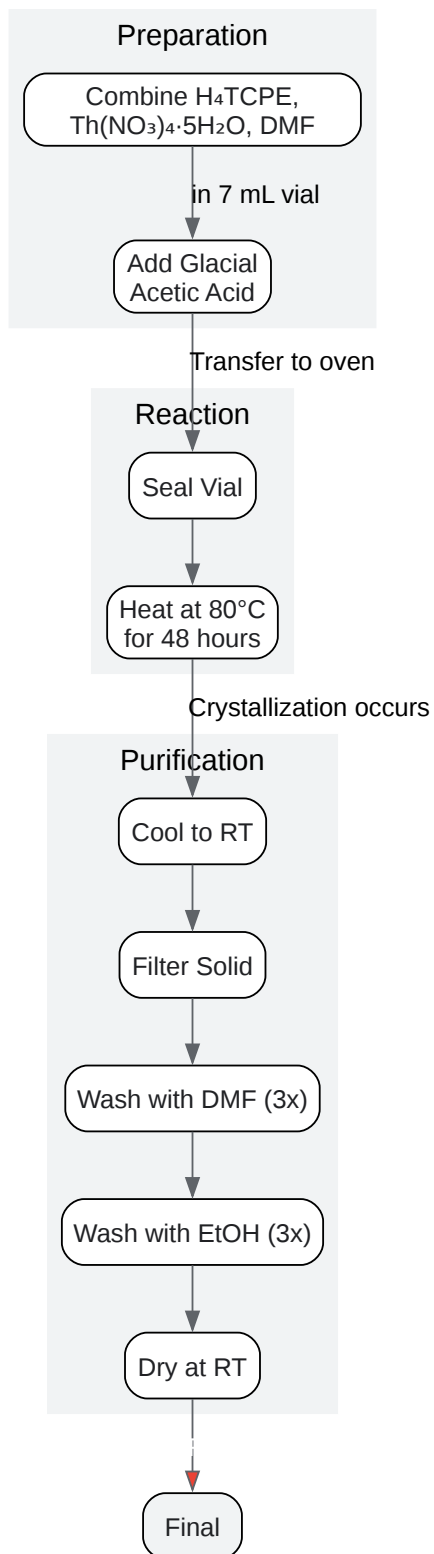 Preparation
Combine H₄TCPE,
Th(NO₃)₄·5H₂O, DMF
in 7 mL vial
Add Glacial
Acetic Acid
Transfer to oven
Reaction
Seal Vial
Heat at 80°C
for 48 hours
Crystallization occurs
Purification
Cool to RT
Filter Solid
Wash with DMF (3x)
Wash with EtOH (3x)
Dry at RT
Final